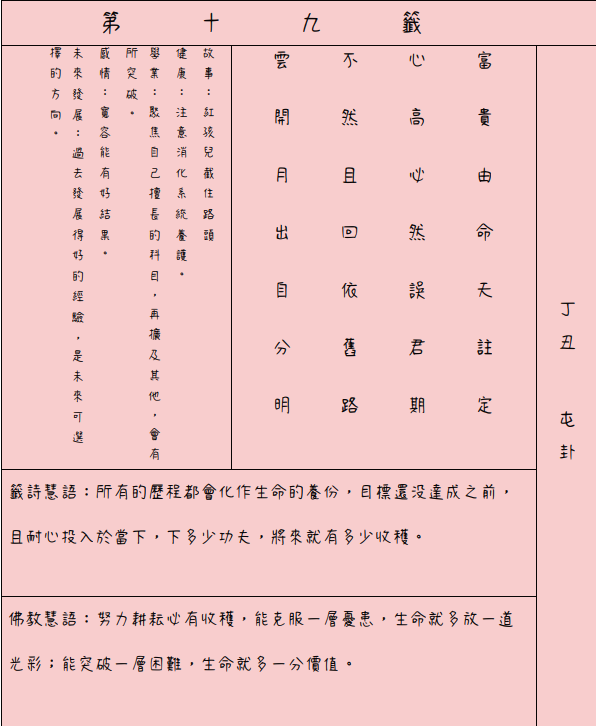 第十九籤
丁丑 屯卦
富貴由命天註定
心高必然誤君期
不然且回依舊路
雲開月出自分明
故事：紅孩兒截住路頭
健康：注意消化系統養護。
學業：聚焦自己擅長的科目，再擴及其他，會有
所突破。
感情：寬容能有好結果。
未來發展：過去發展得好的經驗，是未來可選
擇的方向。
籤詩慧語：所有的歷程都會化作生命的養份，目標還没達成之前，
且耐心投入於當下，下多少功夫，將來就有多少收穫。
佛教慧語：努力耕耘必有收穫，能克服一層憂患，生命就多放一道
光彩；能突破一層困難，生命就多一分價值。